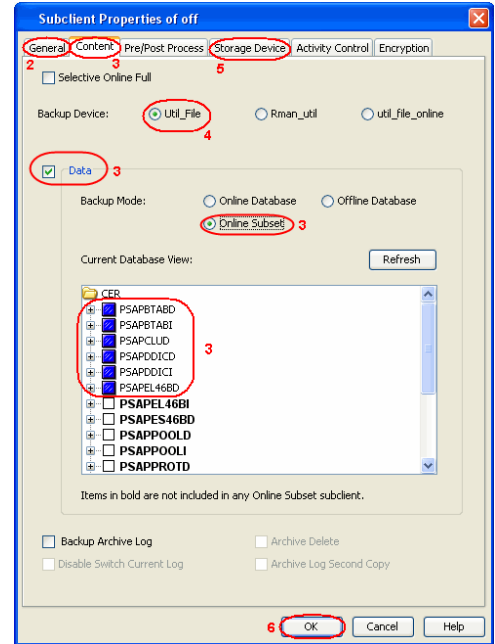 Subclient Properties of off
General Content Pre/Post Process Storage Device Activity Control Encryption
2 3 5
Selective Online Full
Backup Device: Util_File Rman_util util_file_online
4
Data 3
Backup Mode: Online Database Offline Database
Online Subset 3
Current Database View: Refresh
CER
PSAPBTABD
PSAPBTABI
PSAPCLUD
3
PSAPDDICD
PSAPDDICI
PSAPEL46BD
PSAPEL46BI
PSAPES46BD
PSAPPOOLD
PSAPPOOLI
PSAPPROTD
Items in bold are not included in any Online Subset subclient.
Backup Archive Log Archive Delete
Disable Switch Current Log Archive Log Second Copy
6 OK Cancel Help